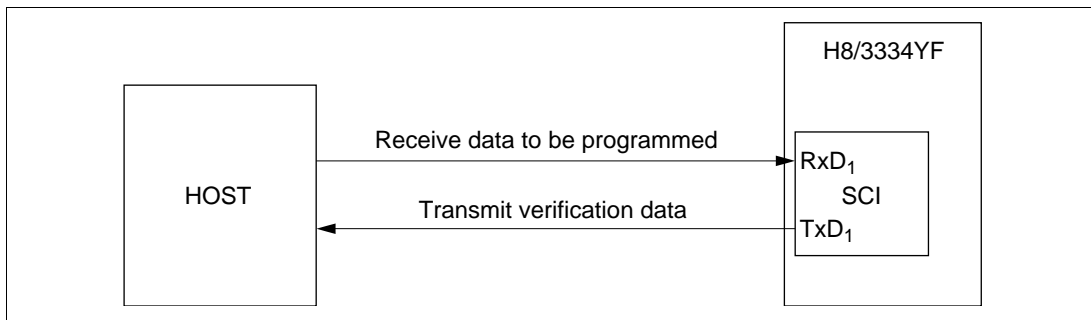 H8/3334YF
Receive data to be programmed
RxD1
HOST
SCI
Transmit verification data
TxD1